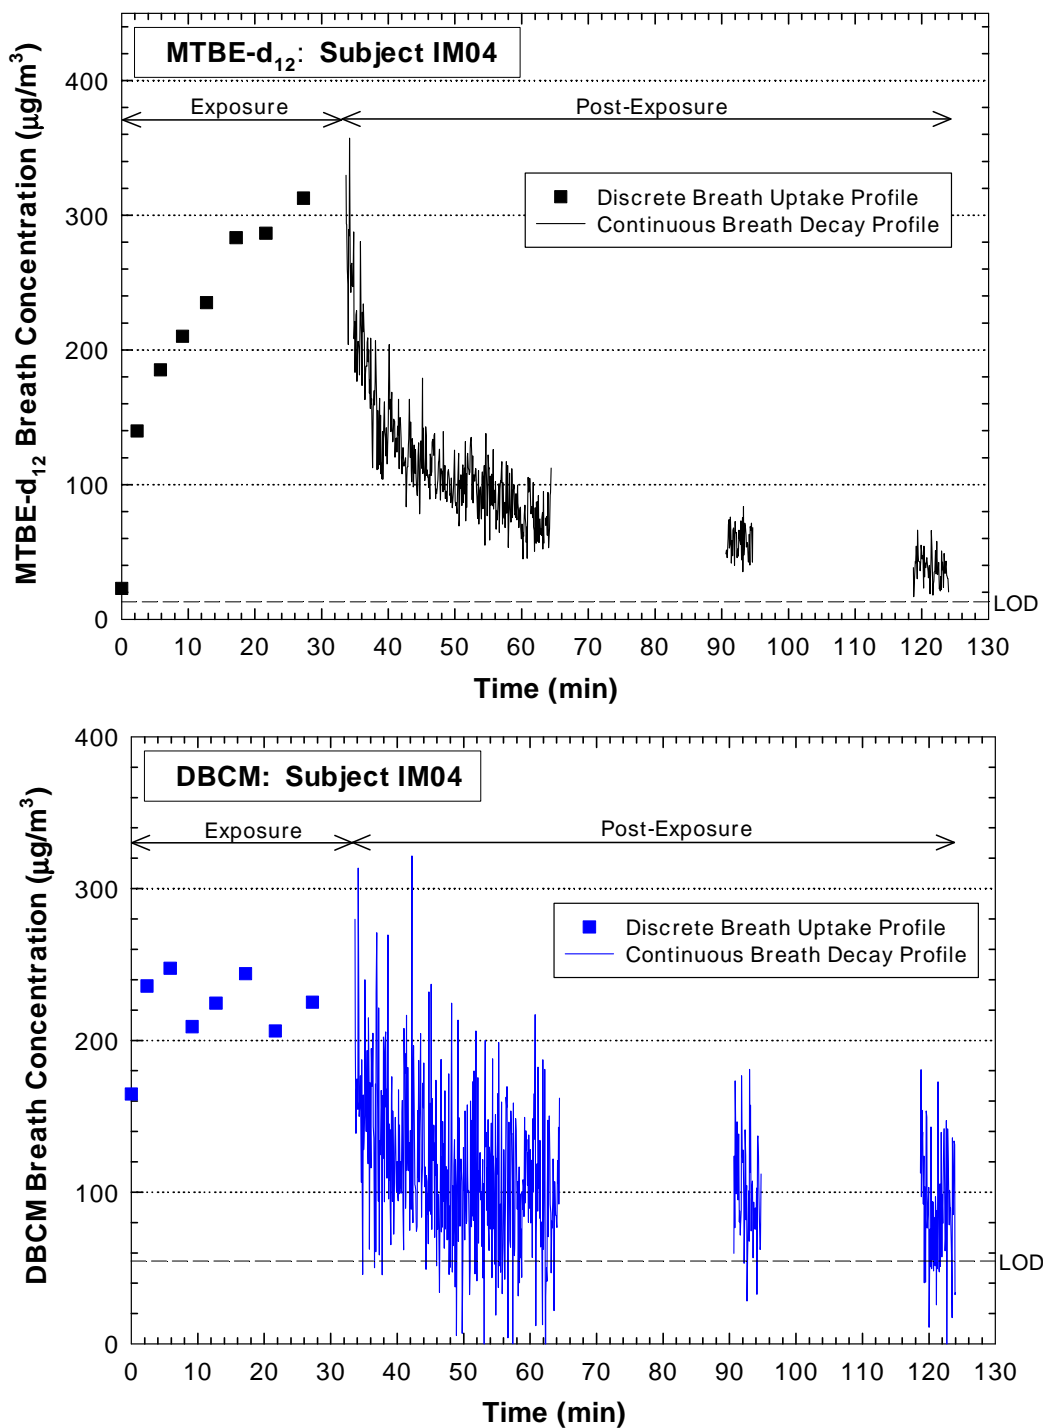 MTBE-d12: Subject IM04
400
Exposure
Post-Exposure
Discrete Breath Uptake Profile
Continuous Breath Decay Profile
300
200
100
0
LOD
MTBE-d12 Breath Concentration (µg/m3)
0 10 20 30 40 50 60 70 80 90 100 110 120 130
Time (min)
400
DBCM: Subject IM04
Exposure
Post-Exposure
300
Discrete Breath Uptake Profile
Continuous Breath Decay Profile
200
100
LOD
0
DBCM Breath Concentration (µg/m3)
0 10 20 30 40 50 60 70 80 90 100 110 120 130
Time (min)